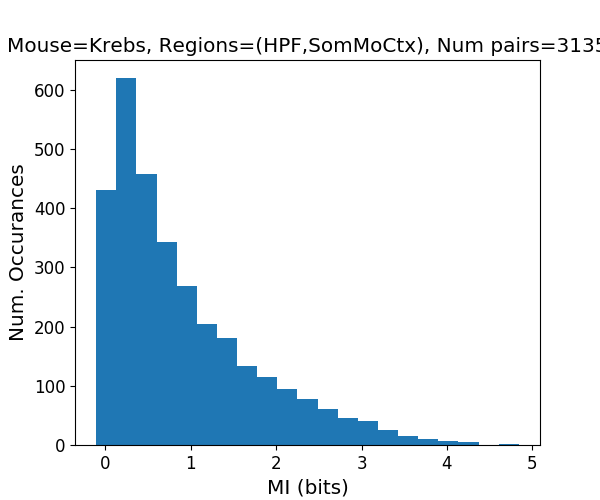 Mouse=Krebs, Regions=(HPF,SomMoCtx), Num pairs=3135
Num. Occurances
600
500
400
300
200
100
0
0 1 2 3 4 5
MI (bits)